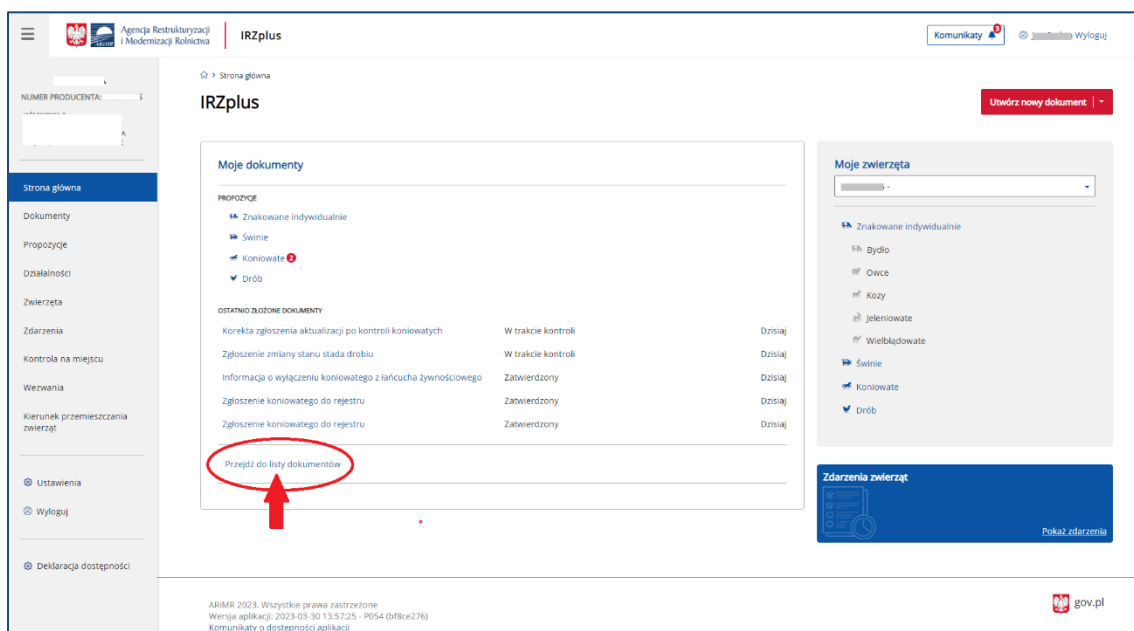 Agencja Restrukturyzacji
i Modernizacji Rolnictwa
IRZplus
Komunikaty 3
Wyloguj
NUMER PRODUCENTA:
Strona główna
Dokumenty
Propozycje
Działalności
Zwierzęta
Zdarzenia
Kontrola na miejscu
Wezwania
Kierunek przemieszczania
zwierząt
Ustawienia
Wyloguj
Deklaracja dostępności
> Strona główna
IRZplus
Utwórz nowy dokument
Moje dokumenty
PROPOZYCJE
Znakowane indywidualnie
Świnie
Koniowate 2
Drób
OSTATNIO ZŁOŻONE DOKUMENTY
Korekta zgłoszenia aktualizacji po kontroli koniowatych W trakcie kontroli Dzisiaj
Zgłoszenie zmiany stanu stada drobiu W trakcie kontroli Dzisiaj
Informacja o wyłączeniu koniowatego z łańcucha żywnościowego Zatwierdzony Dzisiaj
Zgłoszenie koniowatego do rejestru Zatwierdzony Dzisiaj
Zgłoszenie koniowatego do rejestru Zatwierdzony Dzisiaj
Przejdź do listy dokumentów
Moje zwierzęta
Znakowane indywidualnie
Bydło
Owce
Kozy
Jeleniowate
Wielbłądowate
Świnie
Koniowate
Drób
Zdarzenia zwierząt
Pokaż zdarzenia
ARiMR 2023. Wszystkie prawa zastrzeżone
Wersja aplikacji: 2023-03-30 13:57:25 - P054 (bf8ce276)
Komunikaty o dostępności aplikacji
gov.pl